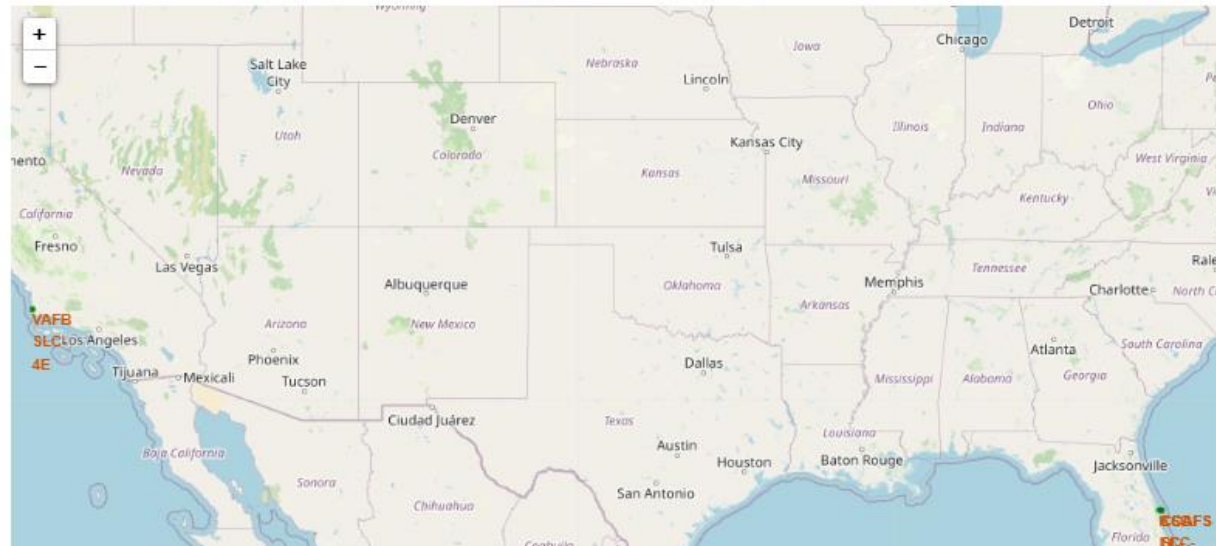 +
−
Wyoming
Detroit
Chicago
Iowa
Salt Lake
City
Nebraska
Lincoln
Ohio
Denver
Utah
Illinois
Indiana
Kansas City
Colorado
West Virginia
Nevada
Kansas
Missouri
Kentucky
California
Fresno
Las Vegas
Tulsa
Tennessee
Albuquerque
Oklahoma
Memphis
Charlotte
Arkansas
VAFB
SLC-
4E
Los Angeles
Arizona
New Mexico
South Carolina
Atlanta
Phoenix
Dallas
Tijuana
Mexicali
Tucson
Mississippi
Alabama
Georgia
Ciudad Juárez
Texas
Louisiana
Austin
Baja California
Houston
Baton Rouge
Jacksonville
Sonora
San Antonio
Chihuahua
Florida
Coahuila